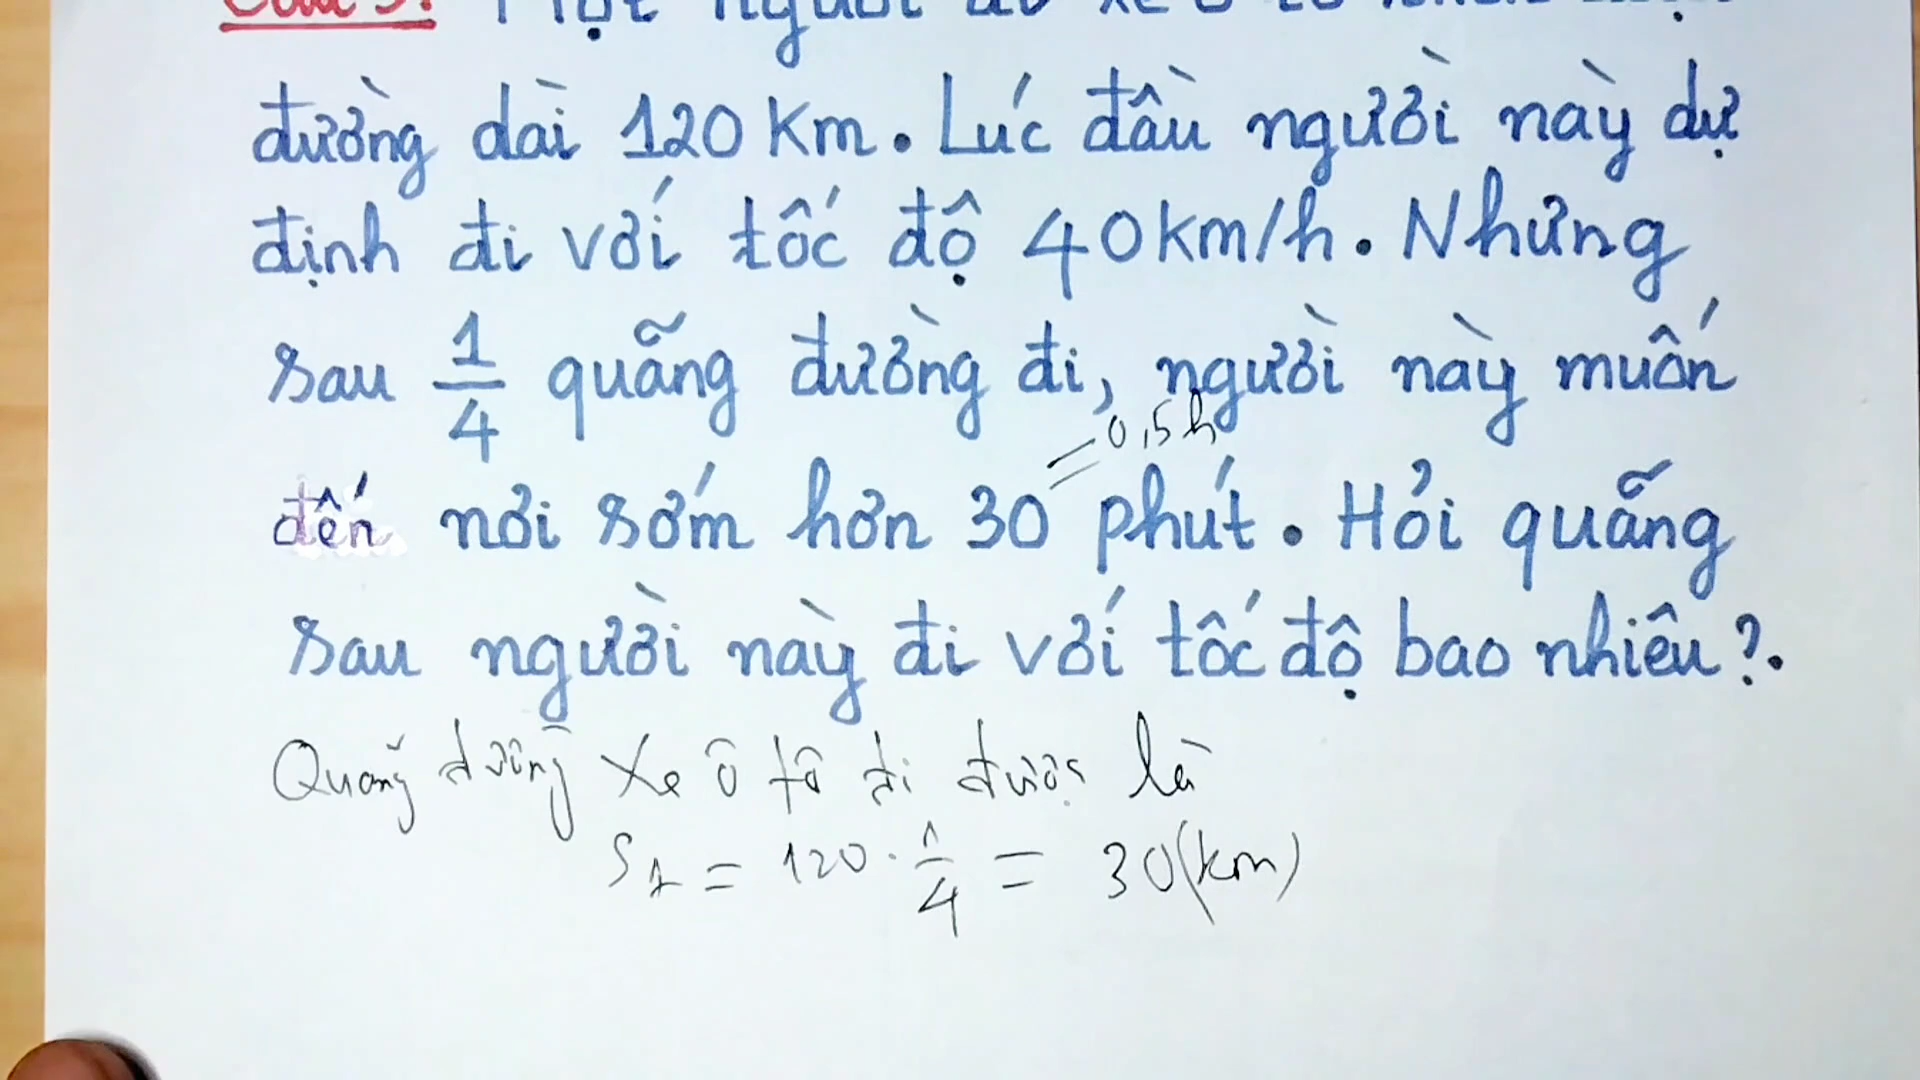 đường dài 120 Km. Lúc đầu người này dự
định đi với tốc độ 40km/h. Nhưng
sau 1/4 quãng đường đi, người này muốn
= 0,5h
đến nơi sớm hơn 30 phút. Hỏi quãng
sau người này đi với tốc độ bao nhiêu?.
Quãng đường xe ô tô đi được là
S1 = 120 . 1/4 = 30(km)